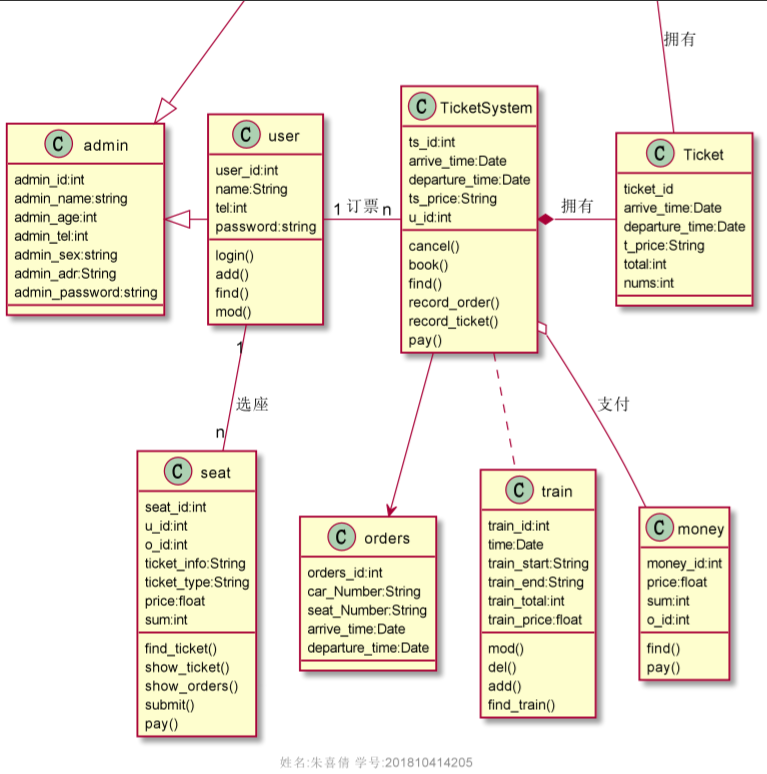 拥有
C admin
admin_id:int
admin_name:string
admin_age:int
admin_tel:int
admin_sex:string
admin_adr:String
admin_password:string
C user
user_id:int
name:String
tel:int
password:string
login()
add()
find()
mod()
1 订票 n
C TicketSystem
ts_id:int
arrive_time:Date
departure_time:Date
ts_price:String
u_id:int
cancel()
book()
find()
record_order()
record_ticket()
pay()
拥有
C Ticket
ticket_id
arrive_time:Date
departure_time:Date
t_price:String
total:int
nums:int
1
选座
n
支付
C seat
seat_id:int
u_id:int
o_id:int
ticket_info:String
ticket_type:String
price:float
sum:int
find_ticket()
show_ticket()
show_orders()
submit()
pay()
C orders
orders_id:int
car_Number:String
seat_Number:String
arrive_time:Date
departure_time:Date
C train
train_id:int
time:Date
train_start:String
train_end:String
train_total:int
train_price:float
mod()
del()
add()
find_train()
C money
money_id:int
price:float
sum:int
o_id:int
find()
pay()
姓名:朱喜倩 学号:201810414205